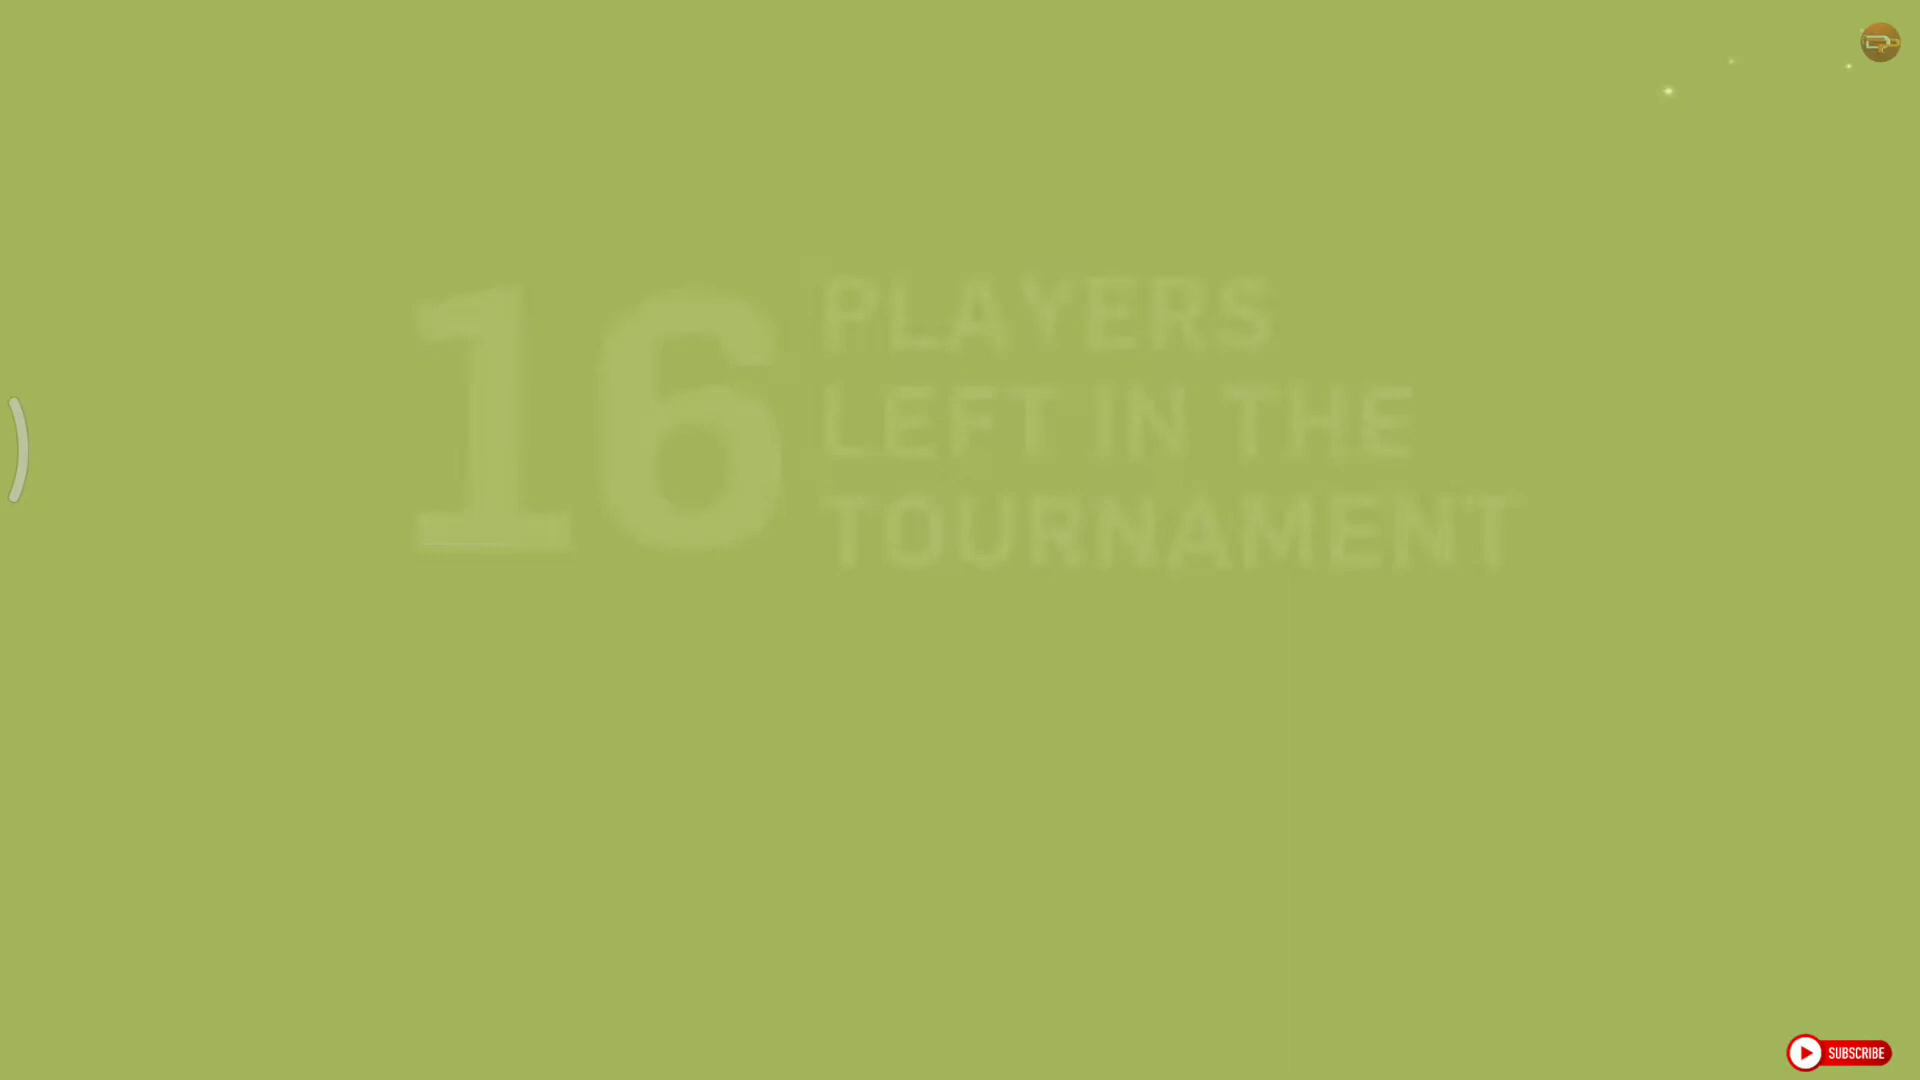 16 PLAYERS
LEFT IN THE
TOURNAMENT
SUBSCRIBE